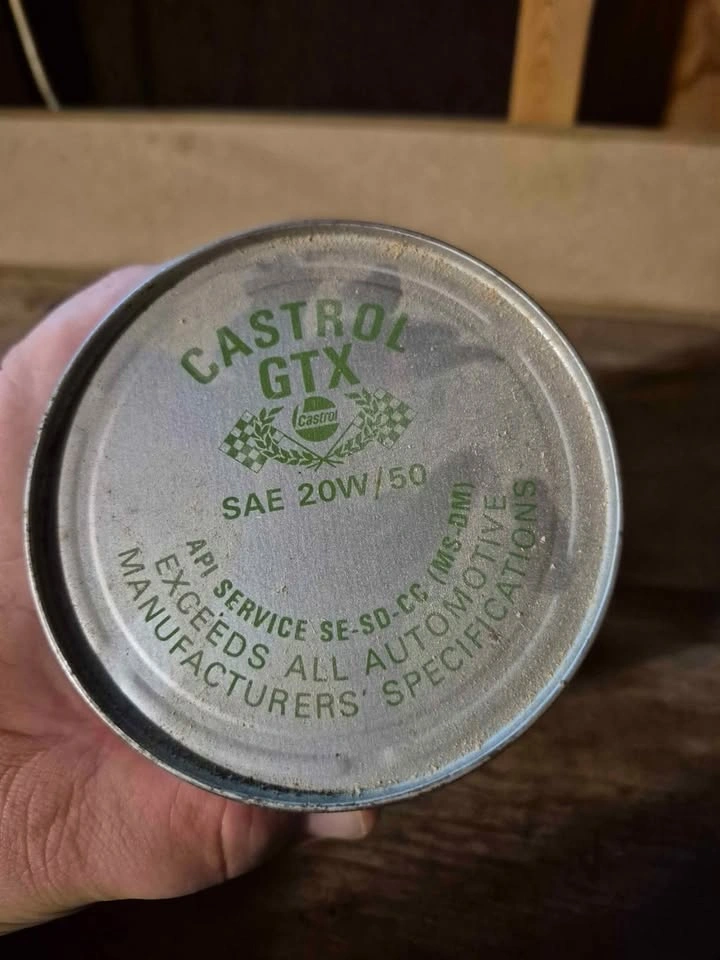 CASTROL
GTX
Castrol
SAE 20W/50
API SERVICE SE-SD-CC (MS-DM)
EXCEEDS ALL AUTOMOTIVE
MANUFACTURERS' SPECIFICATIONS